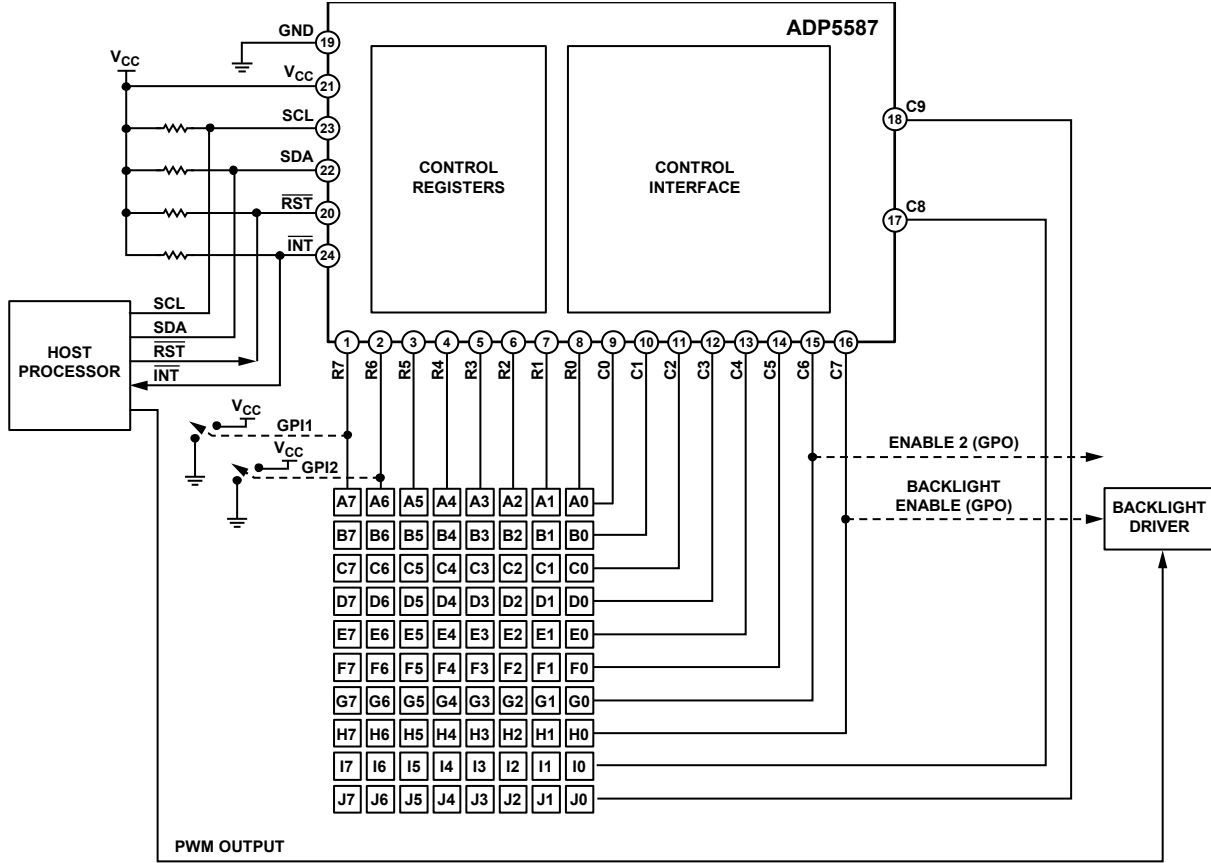 ADP5587
GND
19
VCC
VCC
21
SCL
23
SDA
22
RST
20
INT
24
CONTROL
REGISTERS
CONTROL
INTERFACE
C9
18
C8
17
HOST
PROCESSOR
SCL
SDA
RST
INT
1 2 3 4 5 6 7 8 9 10 11 12 13 14 15 16
R7 R6 R5 R4 R3 R2 R1 R0 C0 C1 C2 C3 C4 C5 C6 C7
VCC
GPI1
VCC
GPI2
ENABLE 2 (GPO)
BACKLIGHT
ENABLE (GPO)
BACKLIGHT
DRIVER
A7 A6 A5 A4 A3 A2 A1 A0
B7 B6 B5 B4 B3 B2 B1 B0
C7 C6 C5 C4 C3 C2 C1 C0
D7 D6 D5 D4 D3 D2 D1 D0
E7 E6 E5 E4 E3 E2 E1 E0
F7 F6 F5 F4 F3 F2 F1 F0
G7 G6 G5 G4 G3 G2 G1 G0
H7 H6 H5 H4 H3 H2 H1 H0
I7 I6 I5 I4 I3 I2 I1 I0
J7 J6 J5 J4 J3 J2 J1 J0
PWM OUTPUT